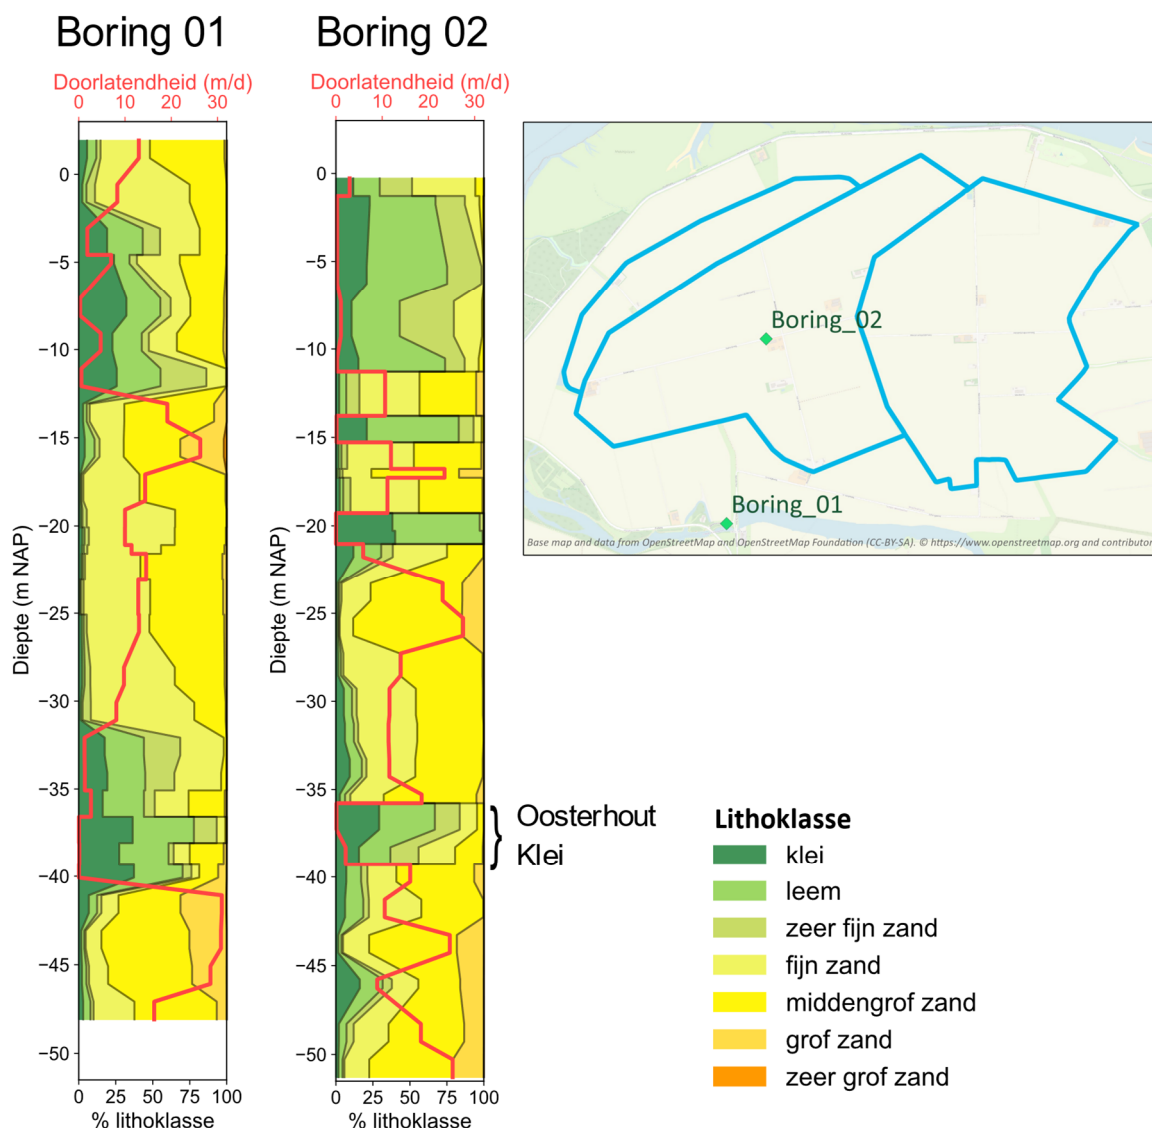 Boring 01
Boring 02
Doorlatendheid (m/d)
0 10 20 30
Doorlatendheid (m/d)
0 10 20 30
0
−5
−10
−15
−20
−25
−30
−35
−40
−45
−50
Diepte (m NAP)
0 25 50 75 100
% lithoklasse
0
−5
−10
−15
−20
−25
−30
−35
−40
−45
−50
Diepte (m NAP)
0 25 50 75 100
% lithoklasse
Boring_02
Boring_01
Base map and data from OpenStreetMap and OpenStreetMap Foundation (CC-BY-SA). © https://www.openstreetmap.org and contributor
Oosterhout
Klei
Lithoklasse
klei
leem
zeer fijn zand
fijn zand
middengrof zand
grof zand
zeer grof zand